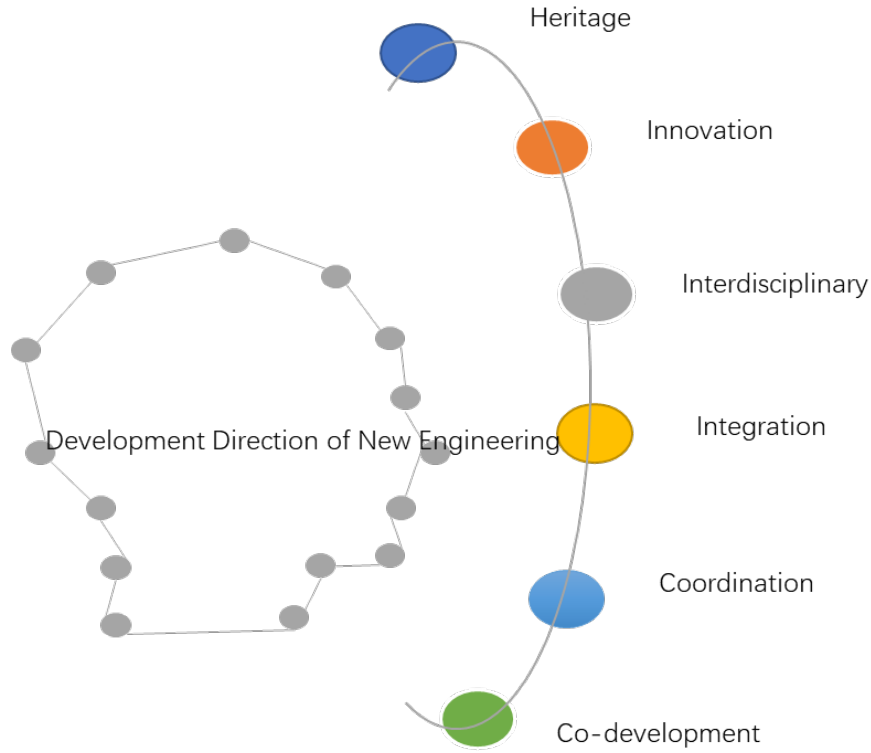 Heritage
Innovation
Interdisciplinary
Development Direction of New Engineering
Integration
Coordination
Co-development